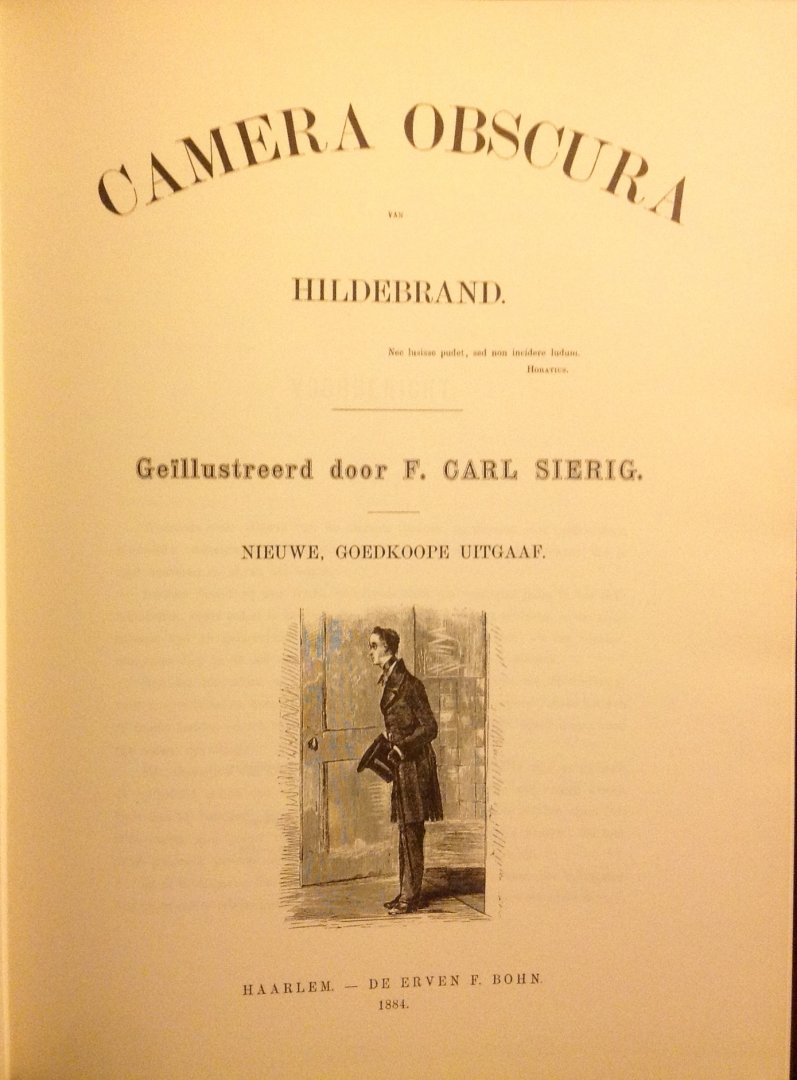 CAMERA OBSCURA
VAN
HILDEBRAND.
Nec lusisse pudet, sed non incidere ludum.
HORATIUS.
Geïllustreerd door F. CARL SIERIG.
NIEUWE, GOEDKOOPE UITGAAF.
HAARLEM. — DE ERVEN F. BOHN.
1884.